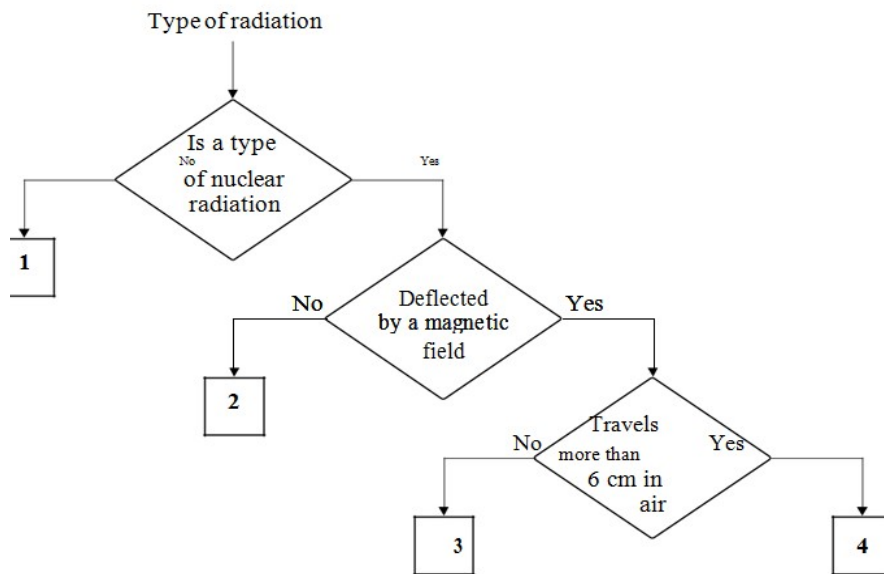 Type of radiation
Is a type
No
Yes
of nuclear
radiation
1
No
Deflected
Yes
by a magnetic
field
2
No
Travels
Yes
more than
6 cm in
air
3
4